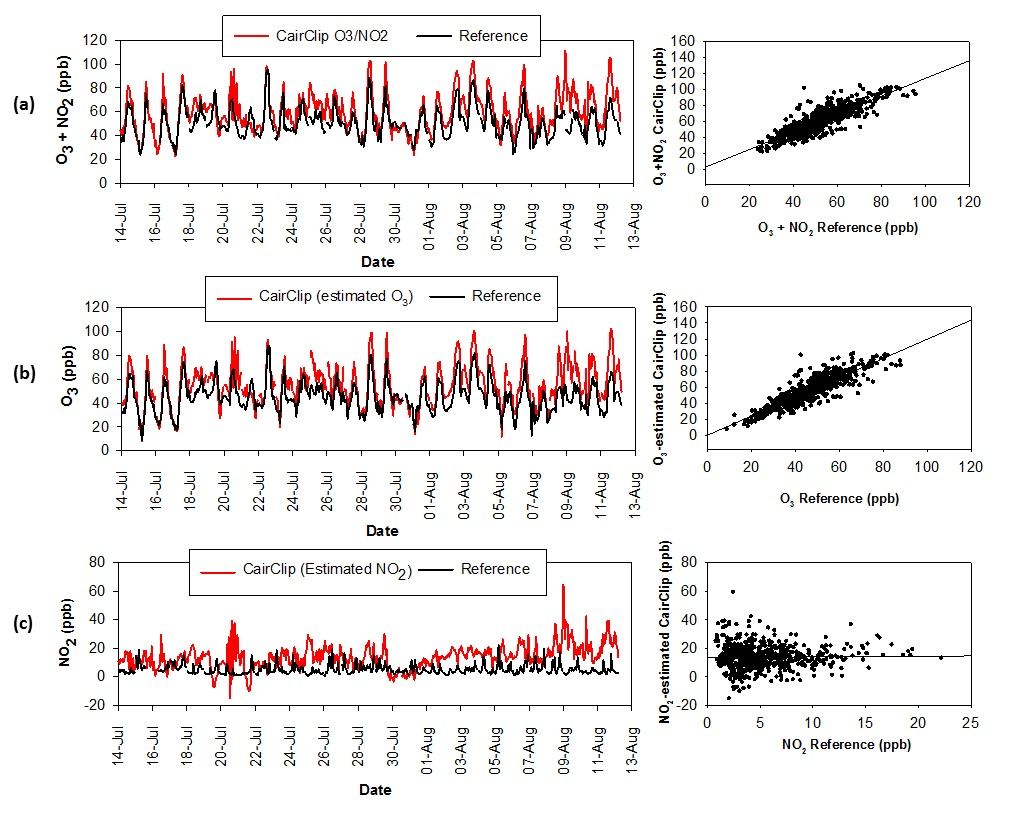 (a)
CairClip O3/NO2 Reference
O3 + NO2 (ppb)
120
100
80
60
40
20
0
14-Jul 16-Jul 18-Jul 20-Jul 22-Jul 24-Jul 26-Jul 28-Jul 30-Jul 01-Aug 03-Aug 05-Aug 07-Aug 09-Aug 11-Aug 13-Aug
Date
O3+NO2 CairClip (ppb)
160
140
120
100
80
60
40
20
0
0 20 40 60 80 100 120
O3 + NO2 Reference (ppb)
(b)
CairClip (estimated O3) Reference
O3 (ppb)
120
100
80
60
40
20
0
14-Jul 16-Jul 18-Jul 20-Jul 22-Jul 24-Jul 26-Jul 28-Jul 30-Jul 01-Aug 03-Aug 05-Aug 07-Aug 09-Aug 11-Aug 13-Aug
Date
O3-estimated CairClip (ppb)
160
140
120
100
80
60
40
20
0
0 20 40 60 80 100 120
O3 Reference (ppb)
(c)
CairClip (Estimated NO2) Reference
NO2 (ppb)
80
60
40
20
0
-20
14-Jul 16-Jul 18-Jul 20-Jul 22-Jul 24-Jul 26-Jul 28-Jul 30-Jul 01-Aug 03-Aug 05-Aug 07-Aug 09-Aug 11-Aug 13-Aug
Date
NO2-estimated CairClip (ppb)
80
60
40
20
0
-20
0 5 10 15 20 25
NO2 Reference (ppb)